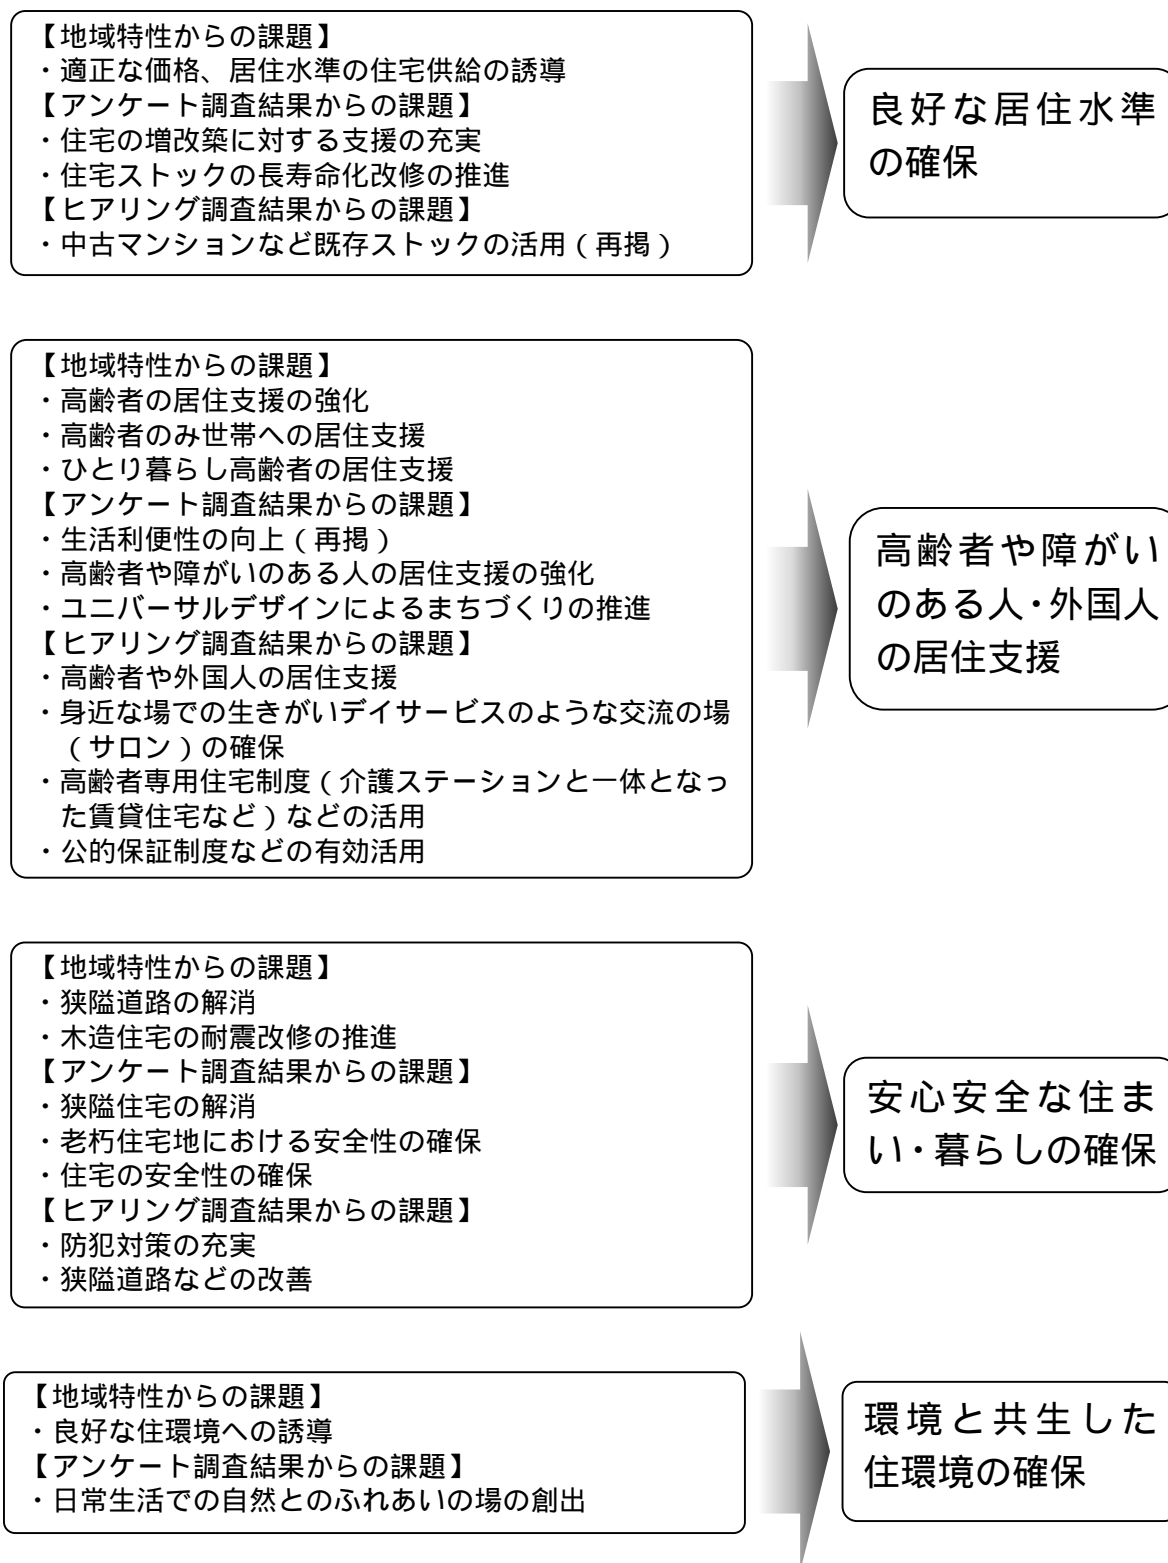 【地域特性からの課題】
・適正な価格、居住水準の住宅供給の誘導
【アンケート調査結果からの課題】
・住宅の増改築に対する支援の充実
・住宅ストックの長寿命化改修の推進
【ヒアリング調査結果からの課題】
・中古マンションなど既存ストックの活用（再掲）
良好な居住水準
の確保
【地域特性からの課題】
・高齢者の居住支援の強化
・高齢者のみ世帯への居住支援
・ひとり暮らし高齢者の居住支援
【アンケート調査結果からの課題】
・生活利便性の向上（再掲）
・高齢者や障がいのある人の居住支援の強化
・ユニバーサルデザインによるまちづくりの推進
【ヒアリング調査結果からの課題】
・高齢者や外国人の居住支援
・身近な場での生きがいデイサービスのような交流の場
（サロン）の確保
・高齢者専用住宅制度（介護ステーションと一体となっ
た賃貸住宅など）などの活用
・公的保証制度などの有効活用
高齢者や障がい
のある人・外国人
の居住支援
【地域特性からの課題】
・狭隘道路の解消
・木造住宅の耐震改修の推進
【アンケート調査結果からの課題】
・狭隘住宅の解消
・老朽住宅地における安全性の確保
・住宅の安全性の確保
【ヒアリング調査結果からの課題】
・防犯対策の充実
・狭隘道路などの改善
安心安全な住ま
い・暮らしの確保
【地域特性からの課題】
・良好な住環境への誘導
【アンケート調査結果からの課題】
・日常生活での自然とのふれあいの場の創出
環境と共生した
住環境の確保